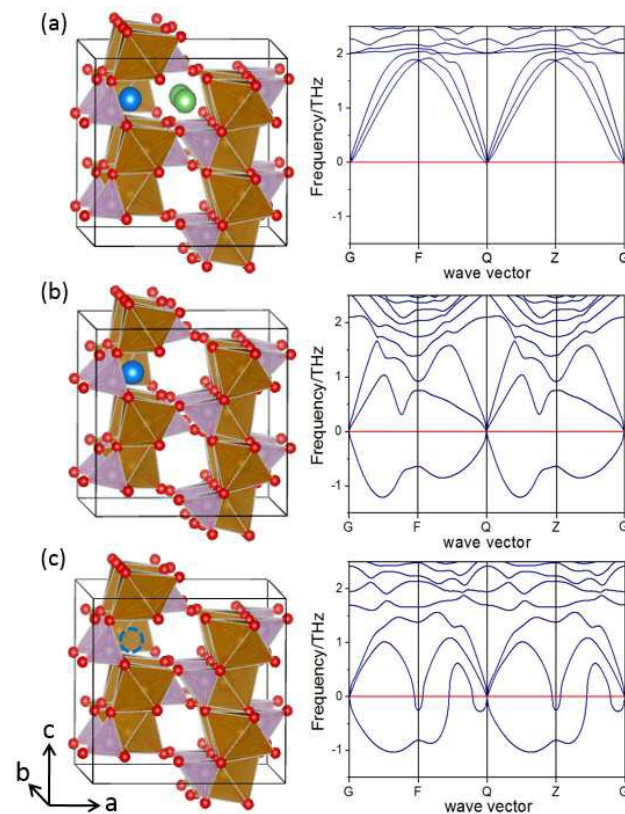 (a)
Frequency/THz
2
1
0
-1
G F Q Z G
wave vector
(b)
Frequency/THz
2
1
0
-1
G F Q Z G
wave vector
(c)
Frequency/THz
2
1
0
-1
G F Q Z G
wave vector
c
b
a